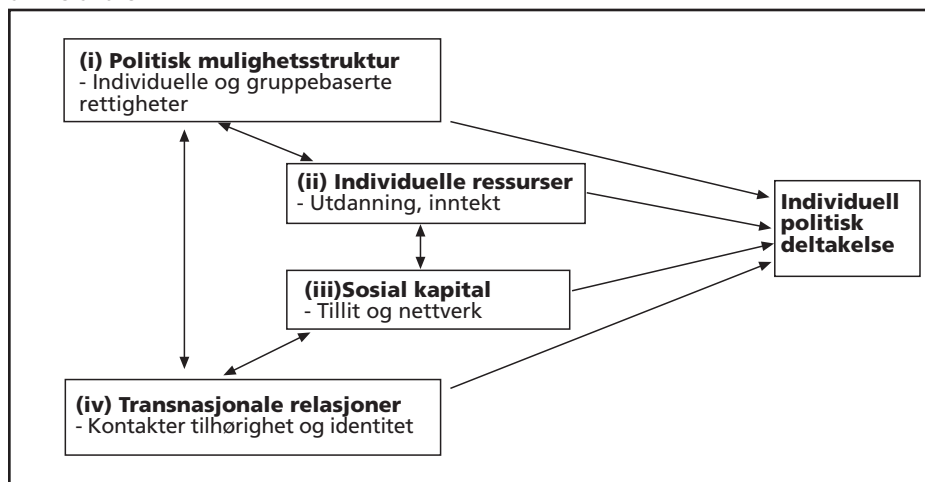 (i) Politisk mulighetsstruktur
- Individuelle og gruppebaserte
rettigheter
(ii) Individuelle ressurser
- Utdanning, inntekt
Individuell
politisk
deltakelse
(iii)Sosial kapital
- Tillit og nettverk
(iv) Transnasjonale relasjoner
- Kontakter tilhørighet og identitet